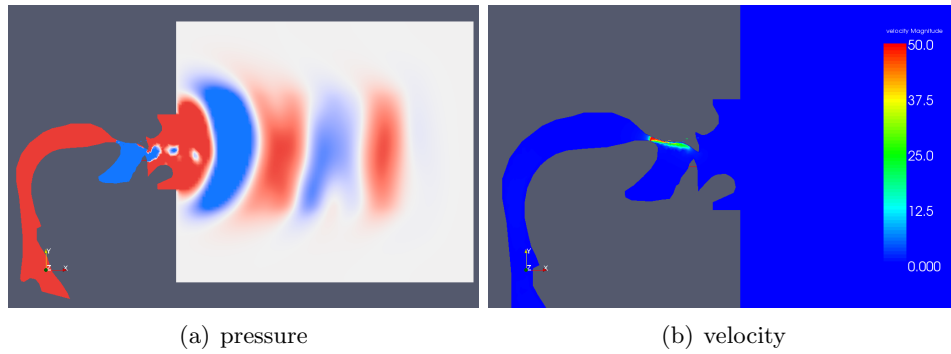 velocity Magnitude
50.0
37.5
25.0
12.5
0.000
Y
Z X
Y
Z X
(a) pressure
(b) velocity